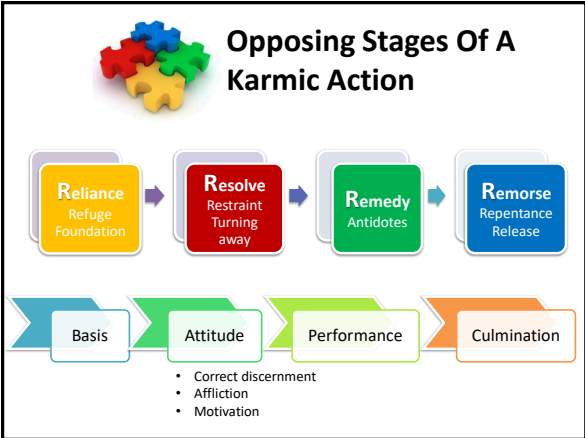 Opposing Stages Of A
Karmic Action
Reliance
Refuge
Foundation
Resolve
Restraint
Turning
away
Remedy
Antidotes
Remorse
Repentance
Release
Basis
Attitude
Performance
Culmination
• Correct discernment
• Affliction
• Motivation